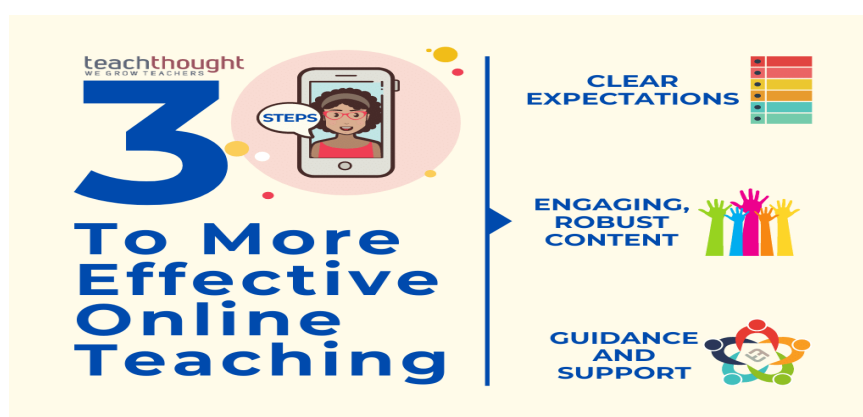 teachthought
WE GROW TEACHERS
3
STEPS
To More
Effective
Online
Teaching
CLEAR
EXPECTATIONS
ENGAGING,
ROBUST
CONTENT
GUIDANCE
AND
SUPPORT